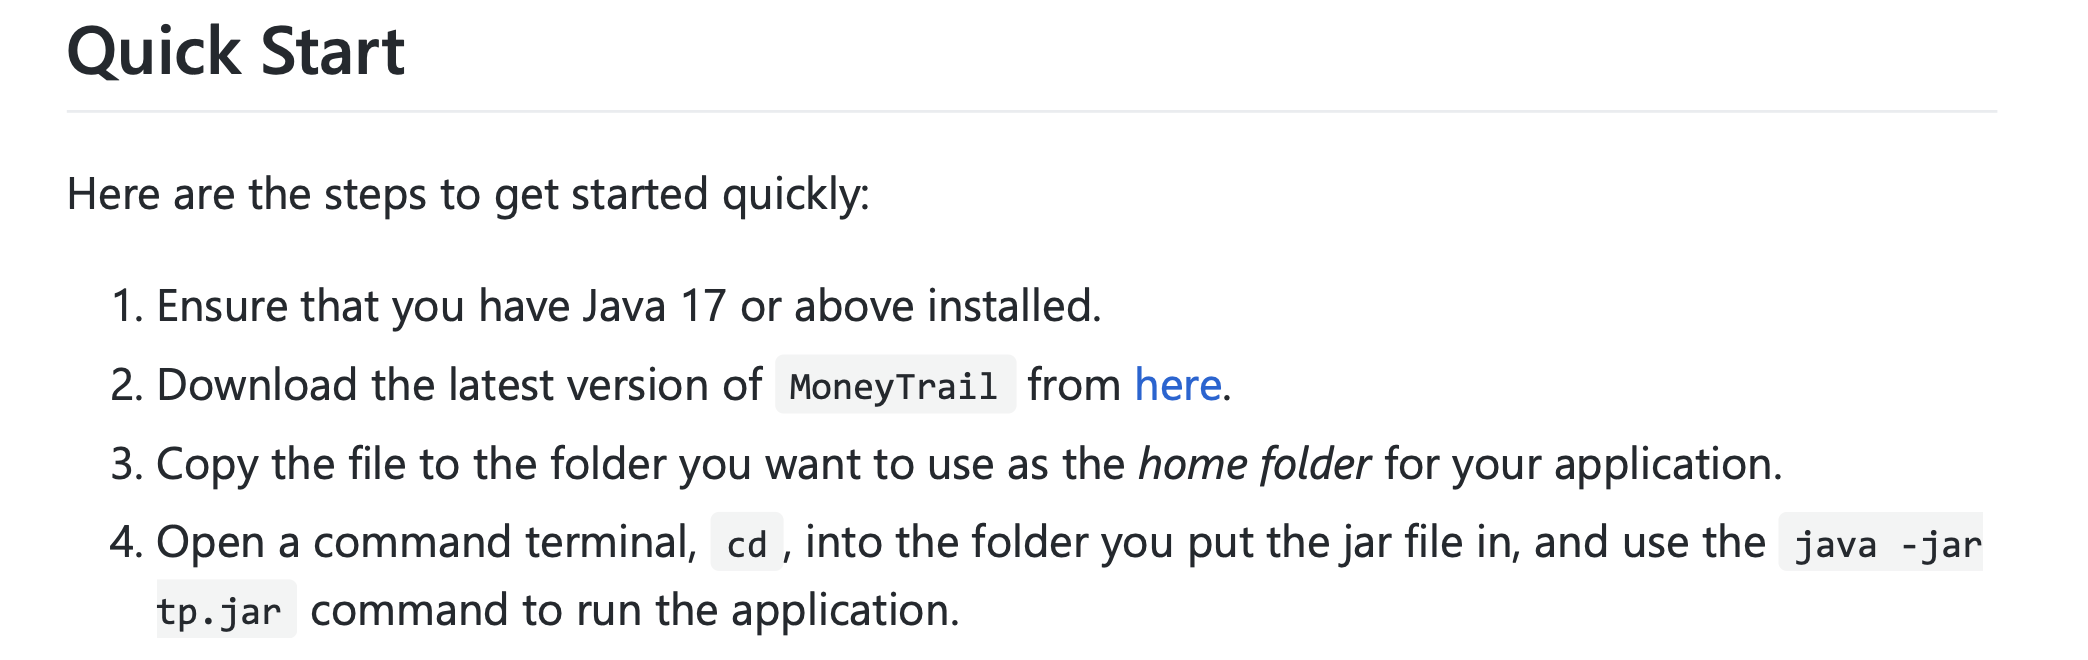 Quick Start
Here are the steps to get started quickly:
1. Ensure that you have Java 17 or above installed.
2. Download the latest version of MoneyTrail from here.
3. Copy the file to the folder you want to use as the home folder for your application.
4. Open a command terminal, cd, into the folder you put the jar file in, and use the java -jar
tp.jar command to run the application.